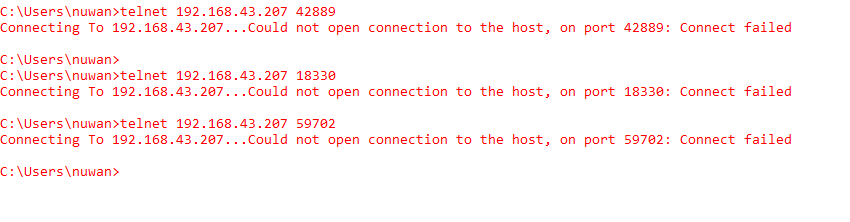 C:\Users\nuwan>telnet 192.168.43.207 42889
Connecting To 192.168.43.207...Could not open connection to the host, on port 42889: Connect failed
C:\Users\nuwan>
C:\Users\nuwan>telnet 192.168.43.207 18330
Connecting To 192.168.43.207...Could not open connection to the host, on port 18330: Connect failed
C:\Users\nuwan>telnet 192.168.43.207 59702
Connecting To 192.168.43.207...Could not open connection to the host, on port 59702: Connect failed
C:\Users\nuwan>